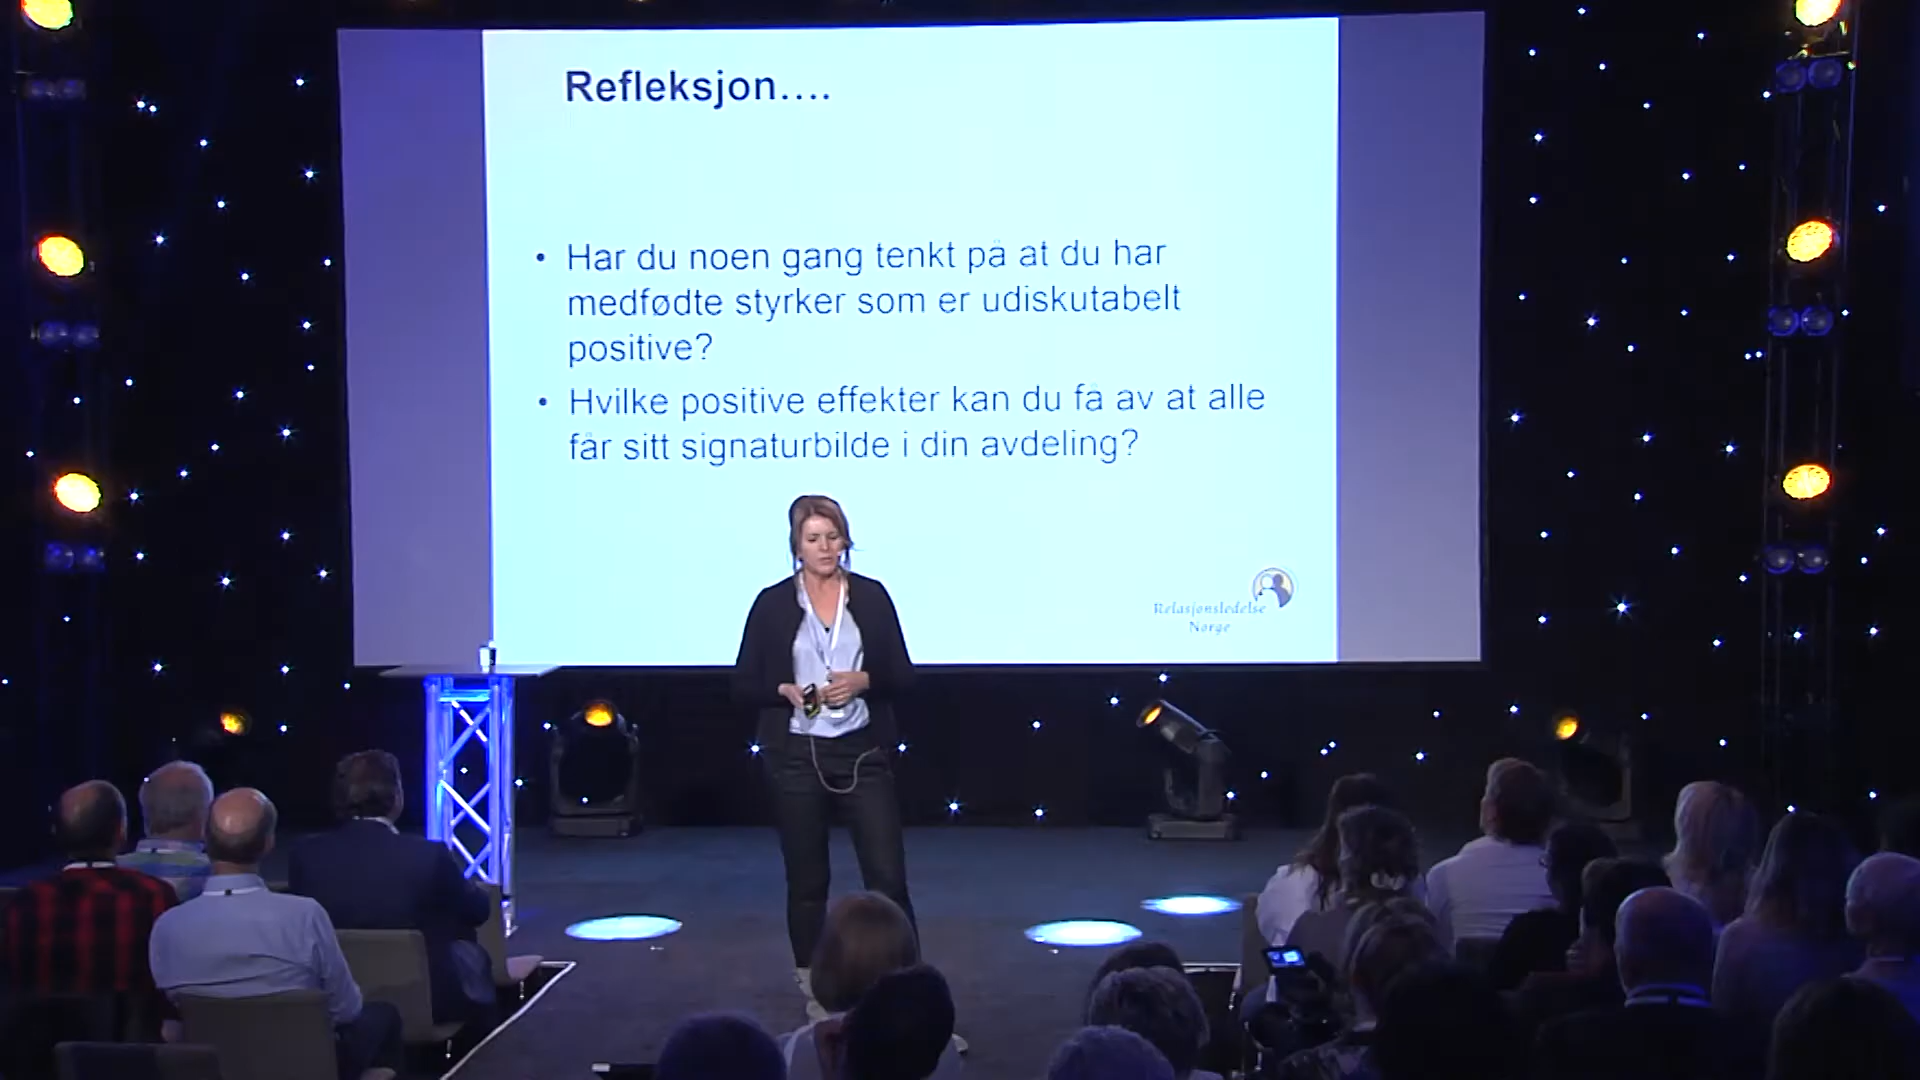 Refleksjon....
• Har du noen gang tenkt på at du har
medfødte styrker som er udiskutabelt
positive?
• Hvilke positive effekter kan du få av at alle
får sitt signaturbilde i din avdeling?
Relasjonsledelse
Norge